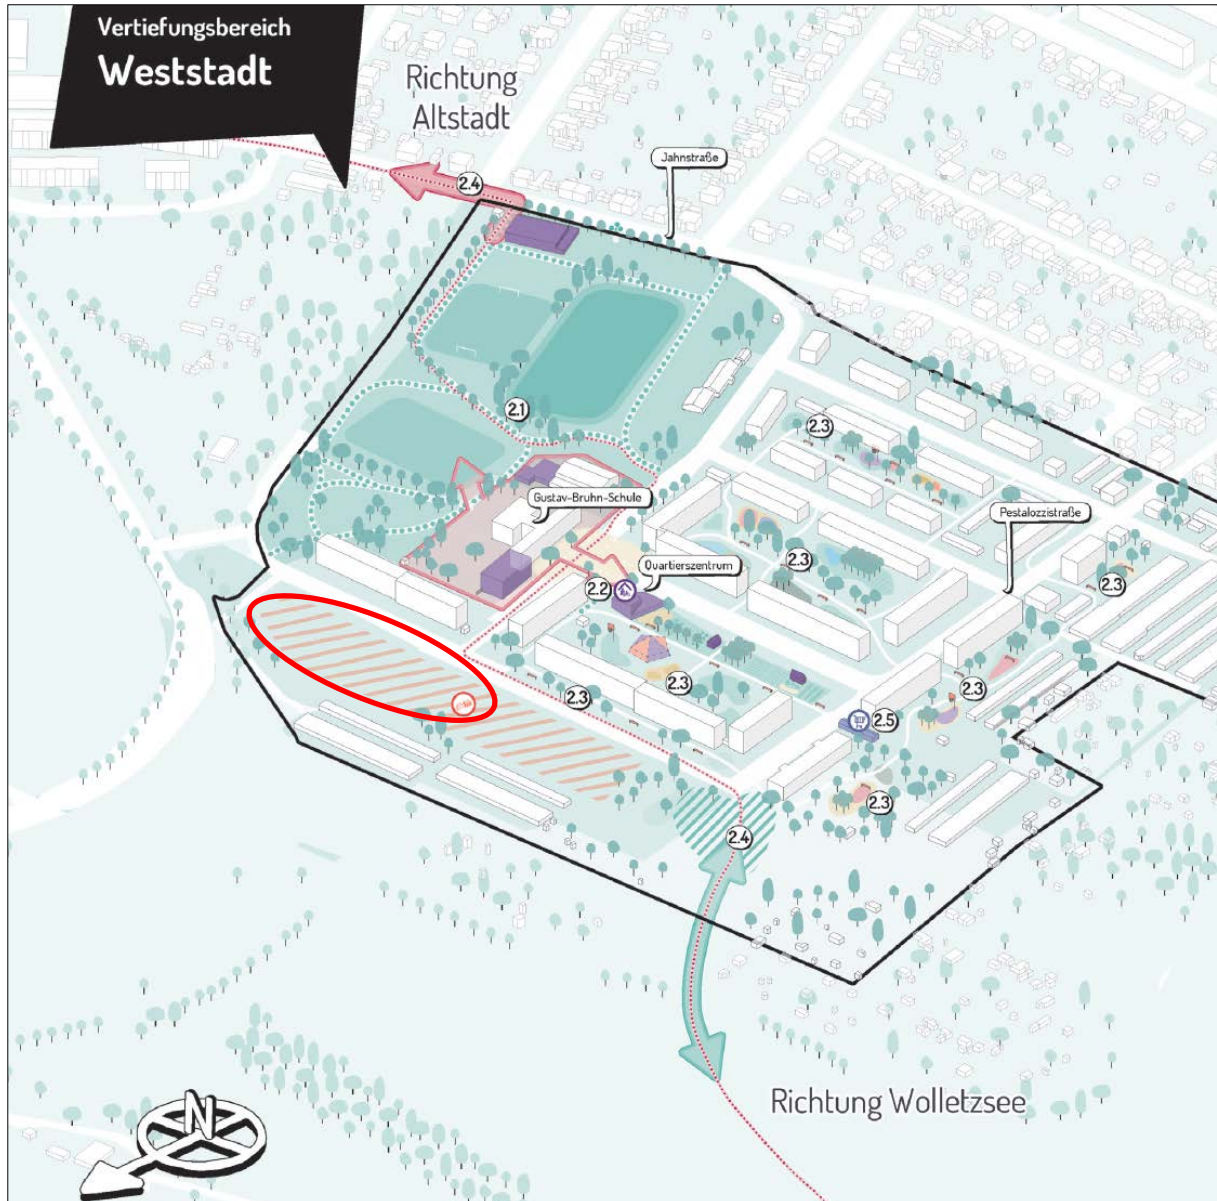 Vertiefungsbereich
Weststadt
Richtung
Altstadt
Jahnstraße
2.4
2.1
2.3
Gustav-Bruhn-Schule
Pestalozzistraße
2.3
Quartierszentrum
2.2
2.3
2.3
2.3
2.3
2.5
2.3
2.4
Richtung Wolletzsee
N